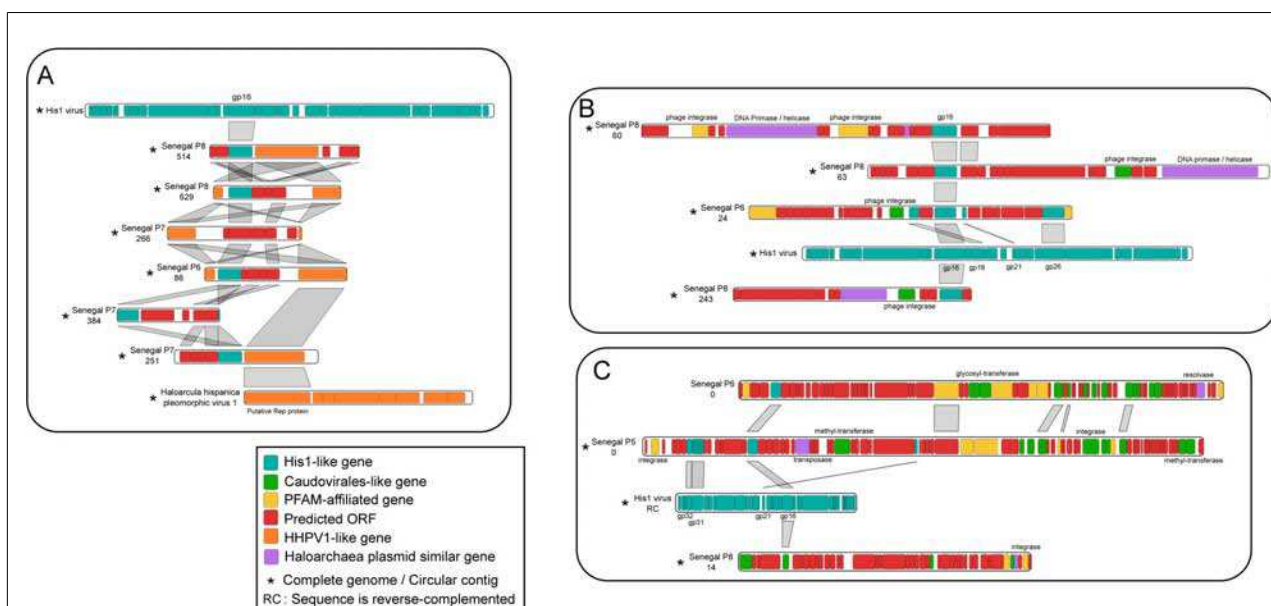 A
gp16
* His1 virus
* Senegal P8
514
* Senegal P8
629
* Senegal P7
266
* Senegal P6
86
* Senegal P7
384
* Senegal P7
251
* Haloarcula hispanica
pleomorphic virus 1
Putative Rep protein
His1-like gene
Caudovirales-like gene
PFAM-affiliated gene
Predicted ORF
HHPV1-like gene
Haloarchaea plasmid similar gene
* Complete genome / Circular contig
RC : Sequence is reverse-complemented
B
phage integrase DNA Primase / helicase phage integrase gp16
* Senegal P8
60
phage integrase DNA primase / helicase
* Senegal P8
63
phage integrase
* Senegal P6
24
* His1 virus
gp16 gp18 gp21 gp26
* Senegal P8
243
phage integrase
C
glycosyl-transferase resolvase
Senegal P6
0
methyl-transferase integrase
* Senegal P5
0
integrase transposase methyl-transferase
* His1 virus
RC
gp32 gp21 gp16
gp31
integrase
* Senegal P8
14